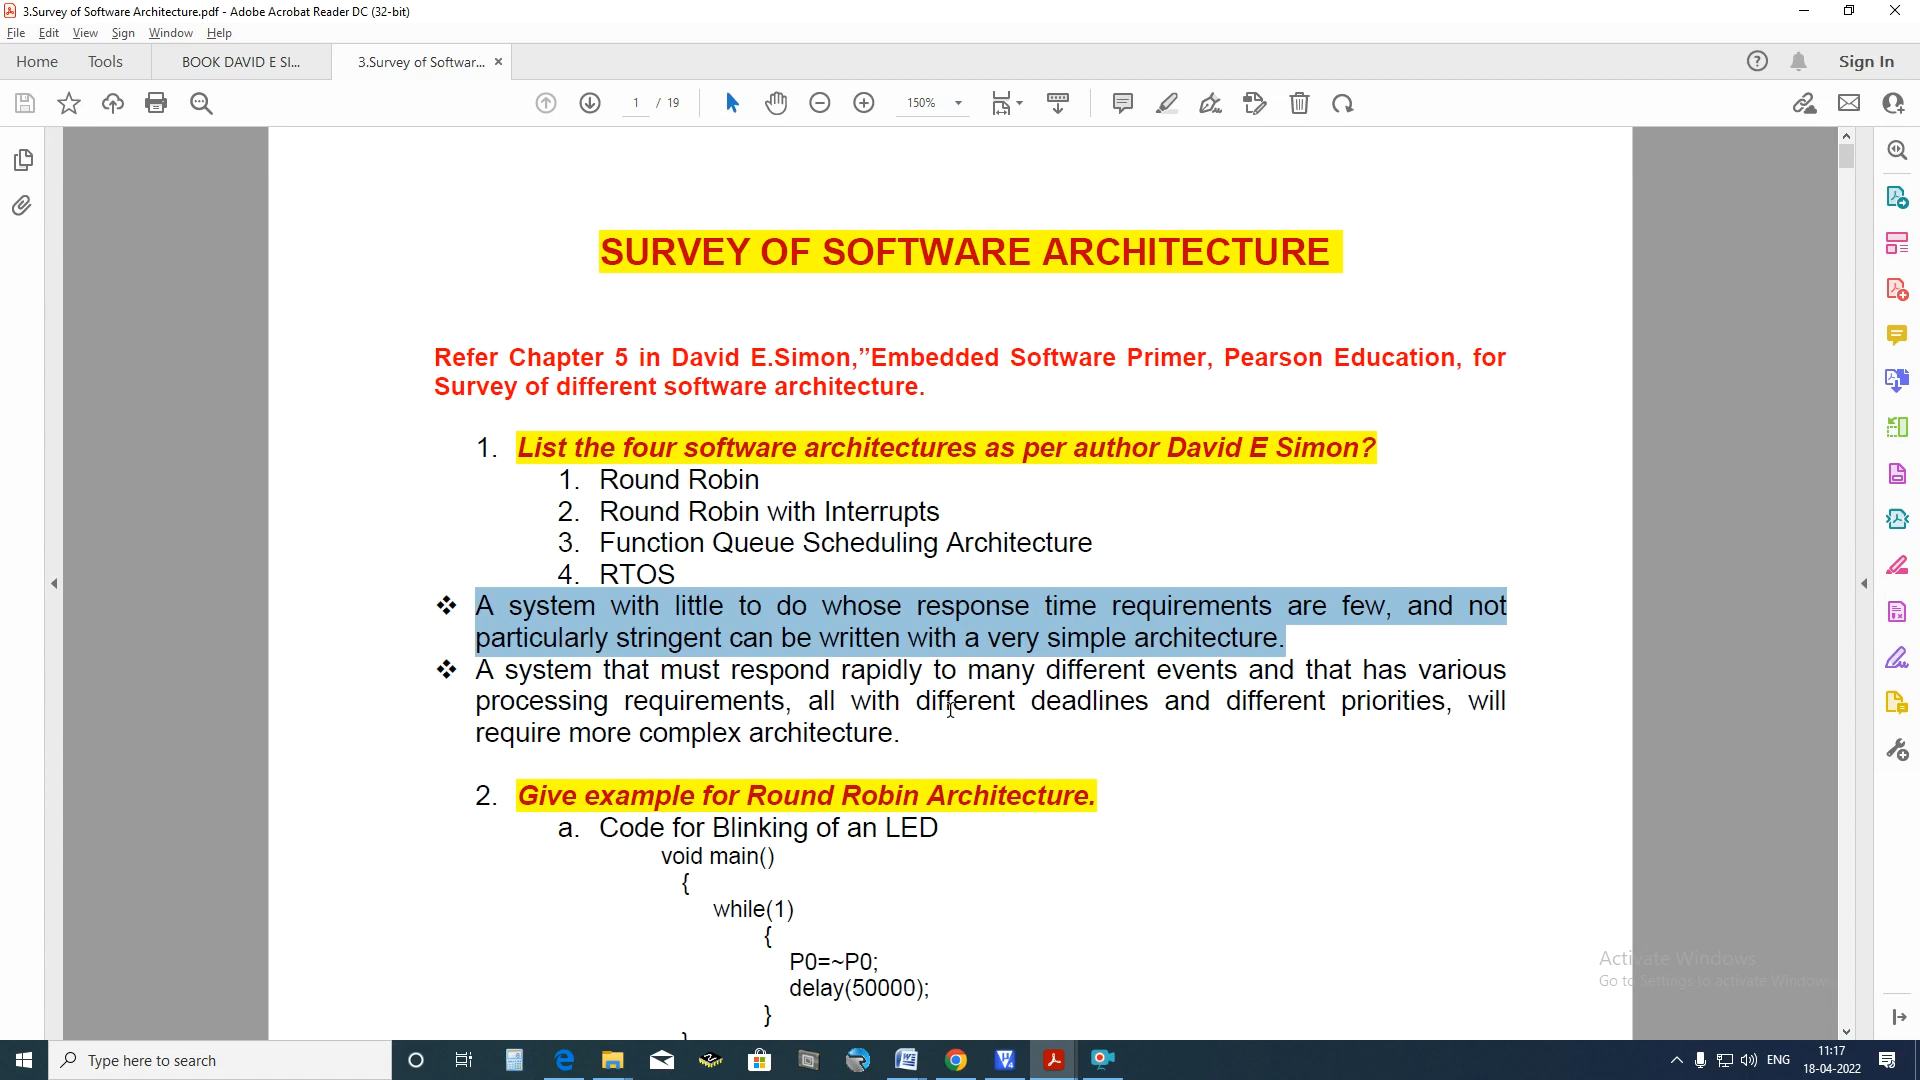 3.Survey of Software Architecture.pdf - Adobe Acrobat Reader DC (32-bit)
File Edit View Sign Window Help
Home Tools BOOK DAVID E SI... 3.Survey of Softwar... Sign In
1 / 19 150%
SURVEY OF SOFTWARE ARCHITECTURE
Refer Chapter 5 in David E.Simon,”Embedded Software Primer, Pearson Education, for
Survey of different software architecture.
1. List the four software architectures as per author David E Simon?
1. Round Robin
2. Round Robin with Interrupts
3. Function Queue Scheduling Architecture
4. RTOS
❖ A system with little to do whose response time requirements are few, and not
particularly stringent can be written with a very simple architecture.
❖ A system that must respond rapidly to many different events and that has various
processing requirements, all with different deadlines and different priorities, will
require more complex architecture.
2. Give example for Round Robin Architecture.
a. Code for Blinking of an LED
void main()
{
while(1)
{
P0=~P0;
delay(50000);
}
}
Activate Windows
Go to Settings to activate Windows.
Type here to search
ENG
11:17
18-04-2022